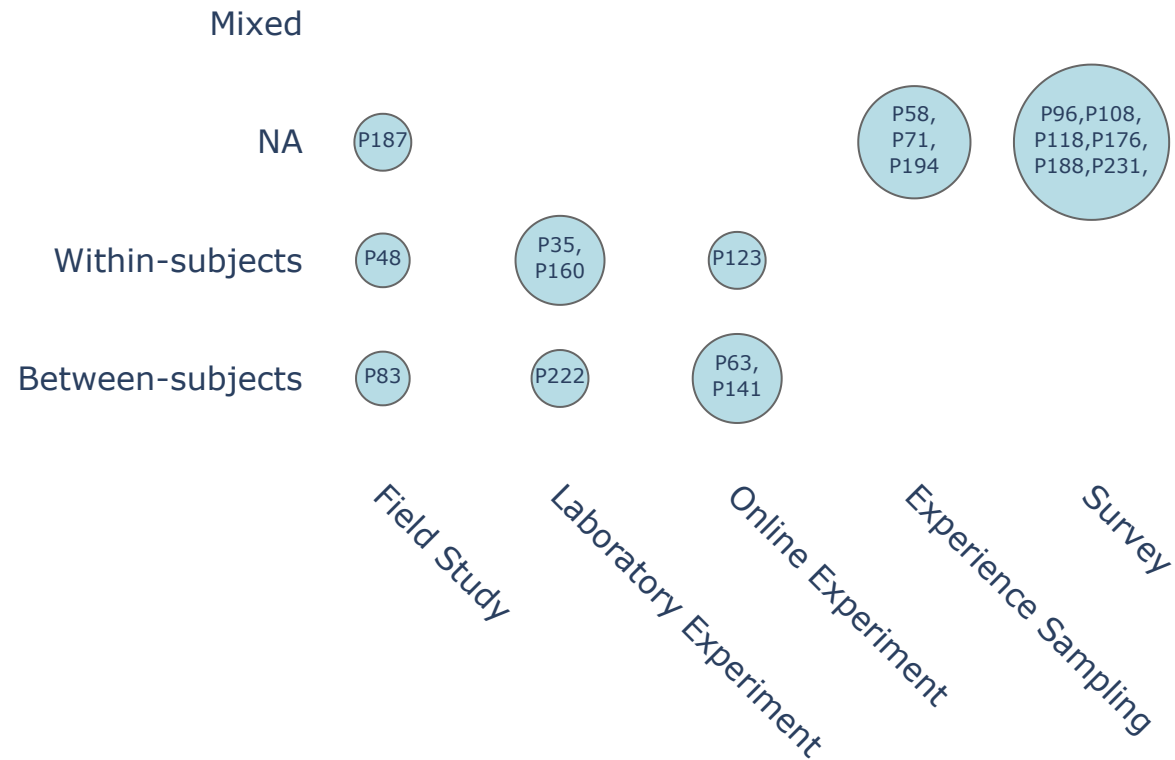 Mixed
NA
P187
P58,
P71,
P194
P96,P108,
P118,P176,
P188,P231,
Within-subjects
P48
P35,
P160
P123
Between-subjects
P83
P222
P63,
P141
Field Study
Laboratory Experiment
Online Experiment
Experience Sampling
Survey